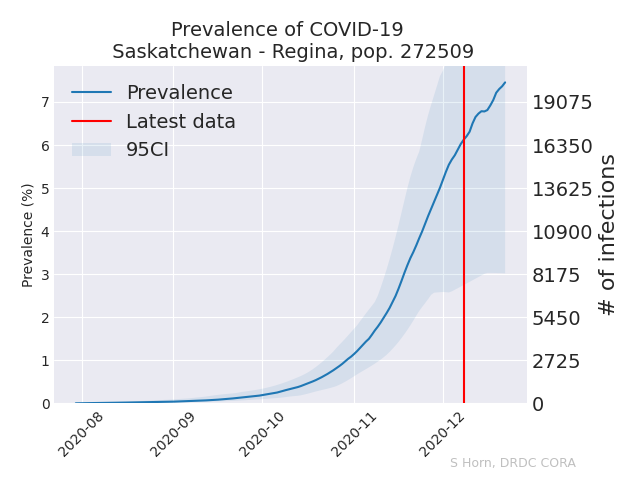 Prevalence of COVID-19
Saskatchewan - Regina, pop. 272509
Prevalence
Latest data
95CI
Prevalence (%)
7
6
5
4
3
2
1
0
19075
16350
13625
10900
8175
5450
2725
0
# of infections
2020-08
2020-09
2020-10
2020-11
2020-12
S Horn, DRDC CORA